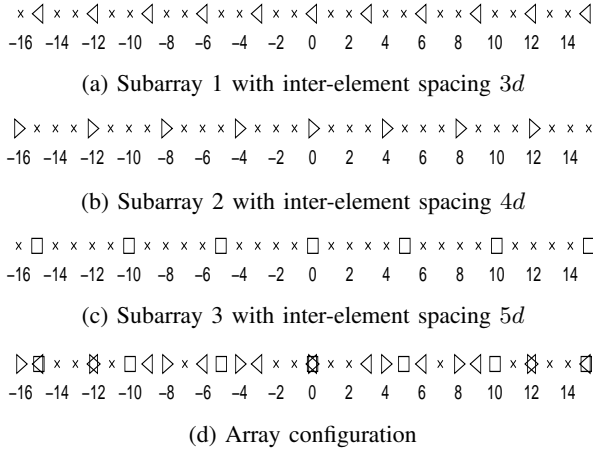 −16 −14 −12 −10 −8 −6 −4 −2 0 2 4 6 8 10 12 14
(a) Subarray 1 with inter-element spacing 3d
−16 −14 −12 −10 −8 −6 −4 −2 0 2 4 6 8 10 12 14
(b) Subarray 2 with inter-element spacing 4d
−16 −14 −12 −10 −8 −6 −4 −2 0 2 4 6 8 10 12 14
(c) Subarray 3 with inter-element spacing 5d
−16 −14 −12 −10 −8 −6 −4 −2 0 2 4 6 8 10 12 14
(d) Array configuration